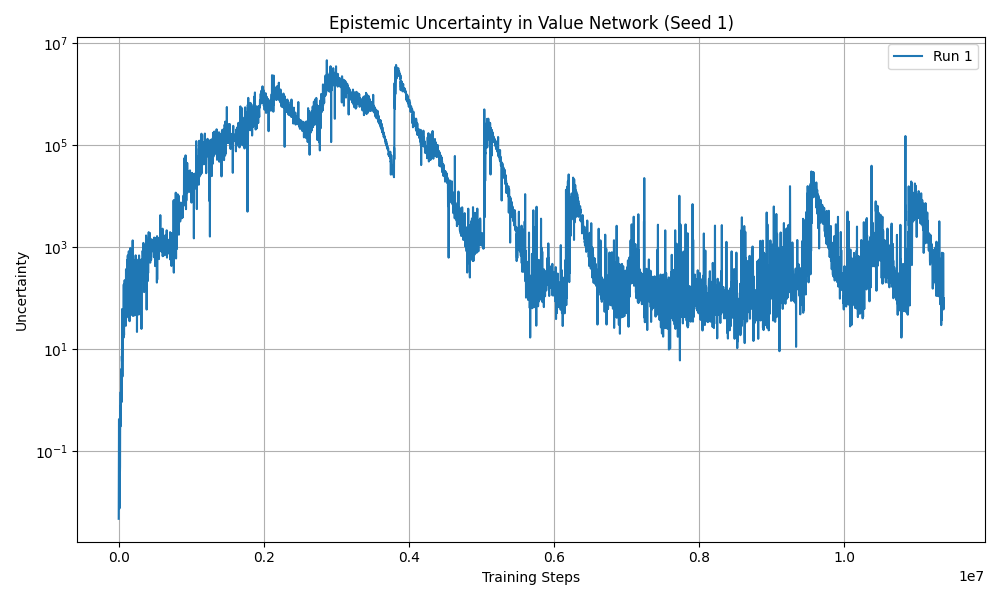 Epistemic Uncertainty in Value Network (Seed 1)
Run 1
Uncertainty
10^7
10^5
10^3
10^1
10^−1
0.0 0.2 0.4 0.6 0.8 1.0
1e7
Training Steps